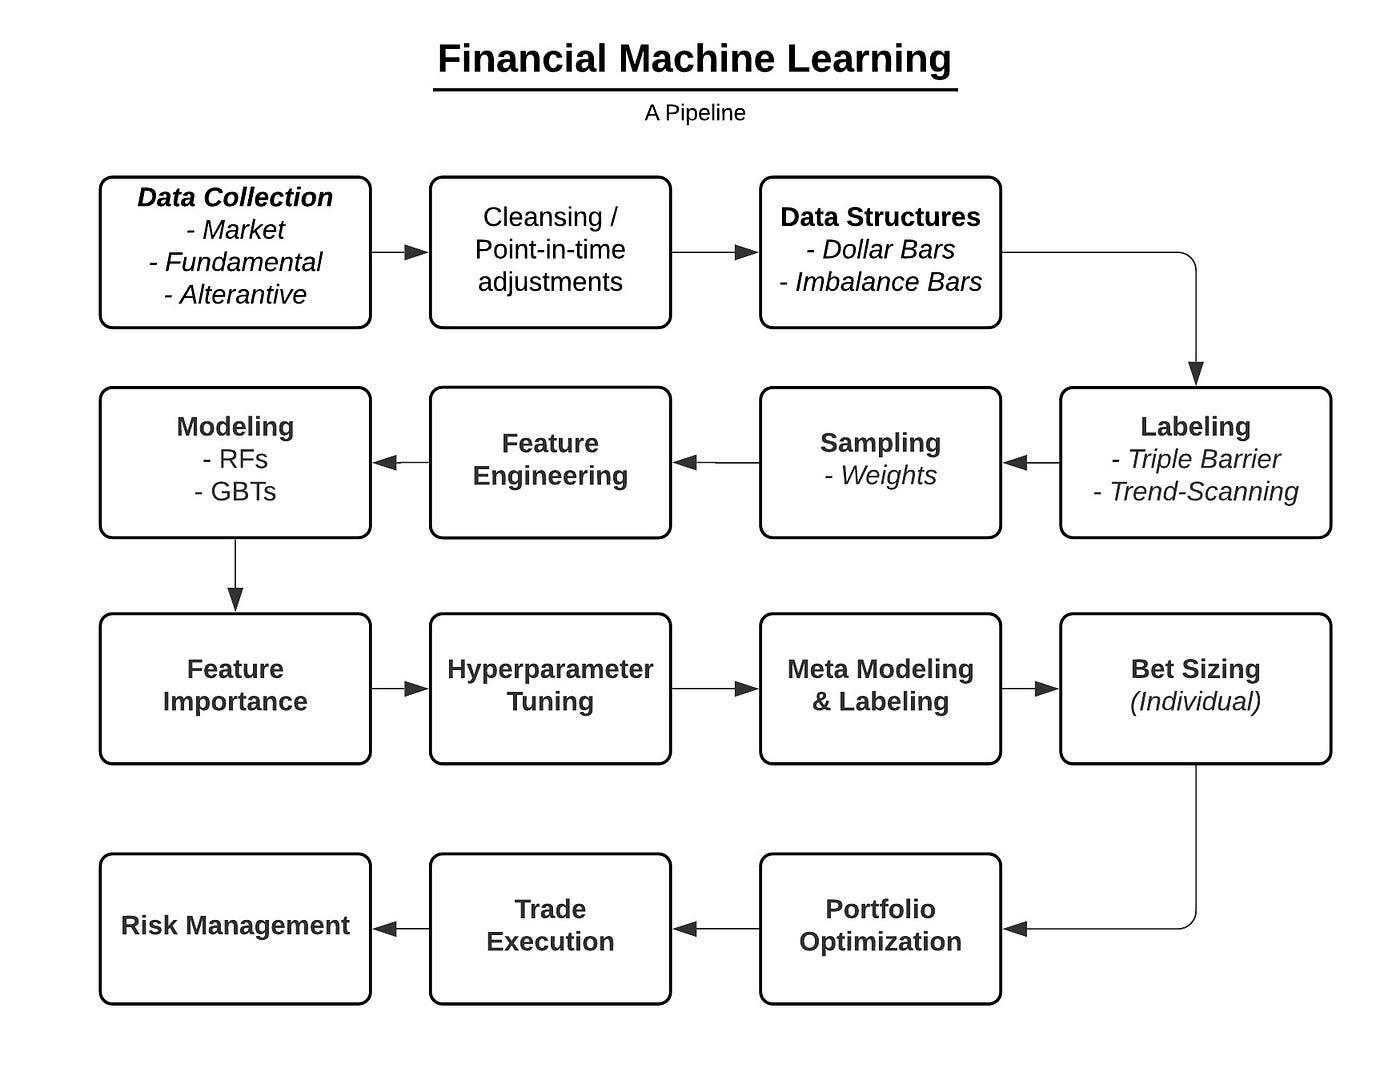 Financial Machine Learning
A Pipeline
Data Collection
- Market
- Fundamental
- Alterantive
Cleansing /
Point-in-time
adjustments
Data Structures
- Dollar Bars
- Imbalance Bars
Labeling
- Triple Barrier
- Trend-Scanning
Sampling
- Weights
Feature
Engineering
Modeling
- RFs
- GBTs
Feature
Importance
Hyperparameter
Tuning
Meta Modeling
& Labeling
Bet Sizing
(Individual)
Portfolio
Optimization
Trade
Execution
Risk Management